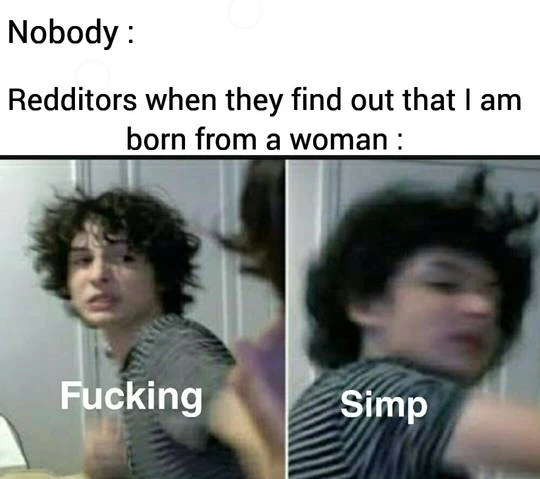 Nobody :
Redditors when they find out that I am
born from a woman :
Fucking
Simp